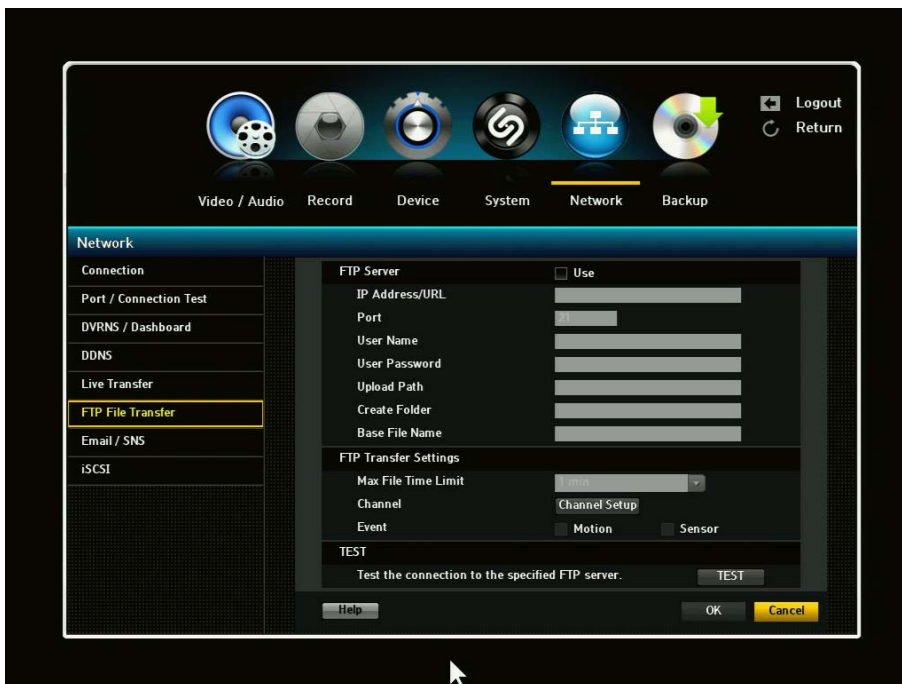 Logout
Return
Video / Audio Record Device System Network Backup
Network
Connection
Port / Connection Test
DVRNS / Dashboard
DDNS
Live Transfer
FTP File Transfer
Email / SNS
iSCSI
FTP Server Use
IP Address/URL
Port 21
User Name
User Password
Upload Path
Create Folder
Base File Name
FTP Transfer Settings
Max File Time Limit 1 min
Channel Channel Setup
Event Motion Sensor
TEST
Test the connection to the specified FTP server. TEST
Help OK Cancel